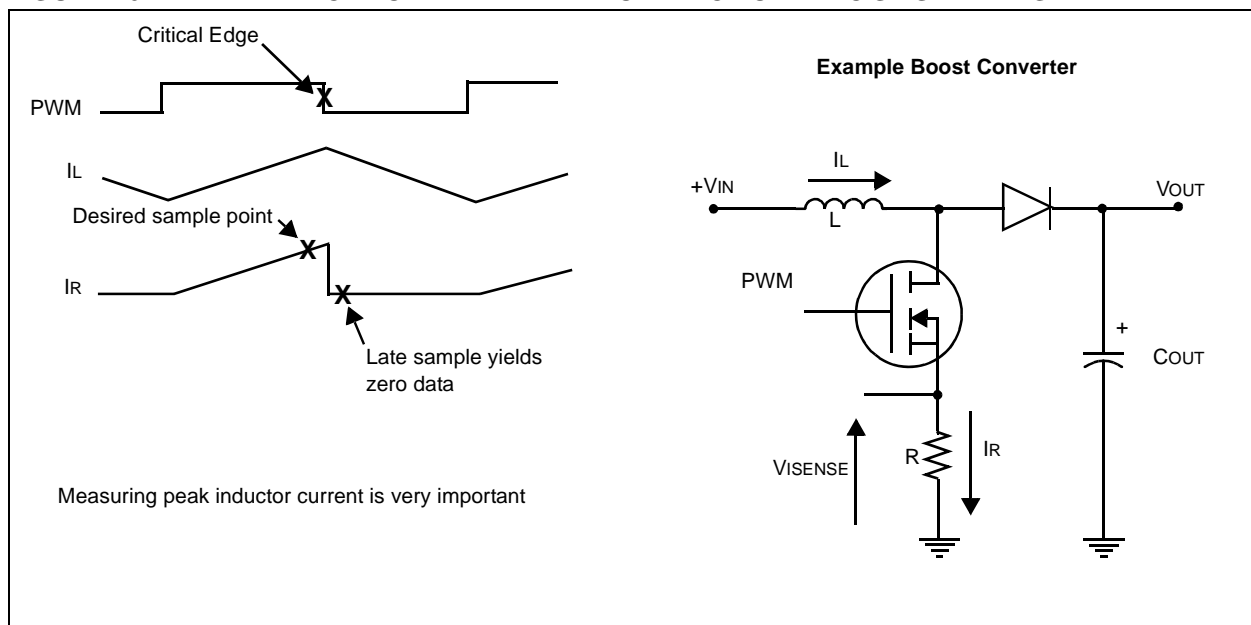 Critical Edge
PWM
IL
Desired sample point
IR
Late sample yields
zero data
Measuring peak inductor current is very important
Example Boost Converter
IL
+VIN
L
VOUT
PWM
+
COUT
VISENSE
R
IR